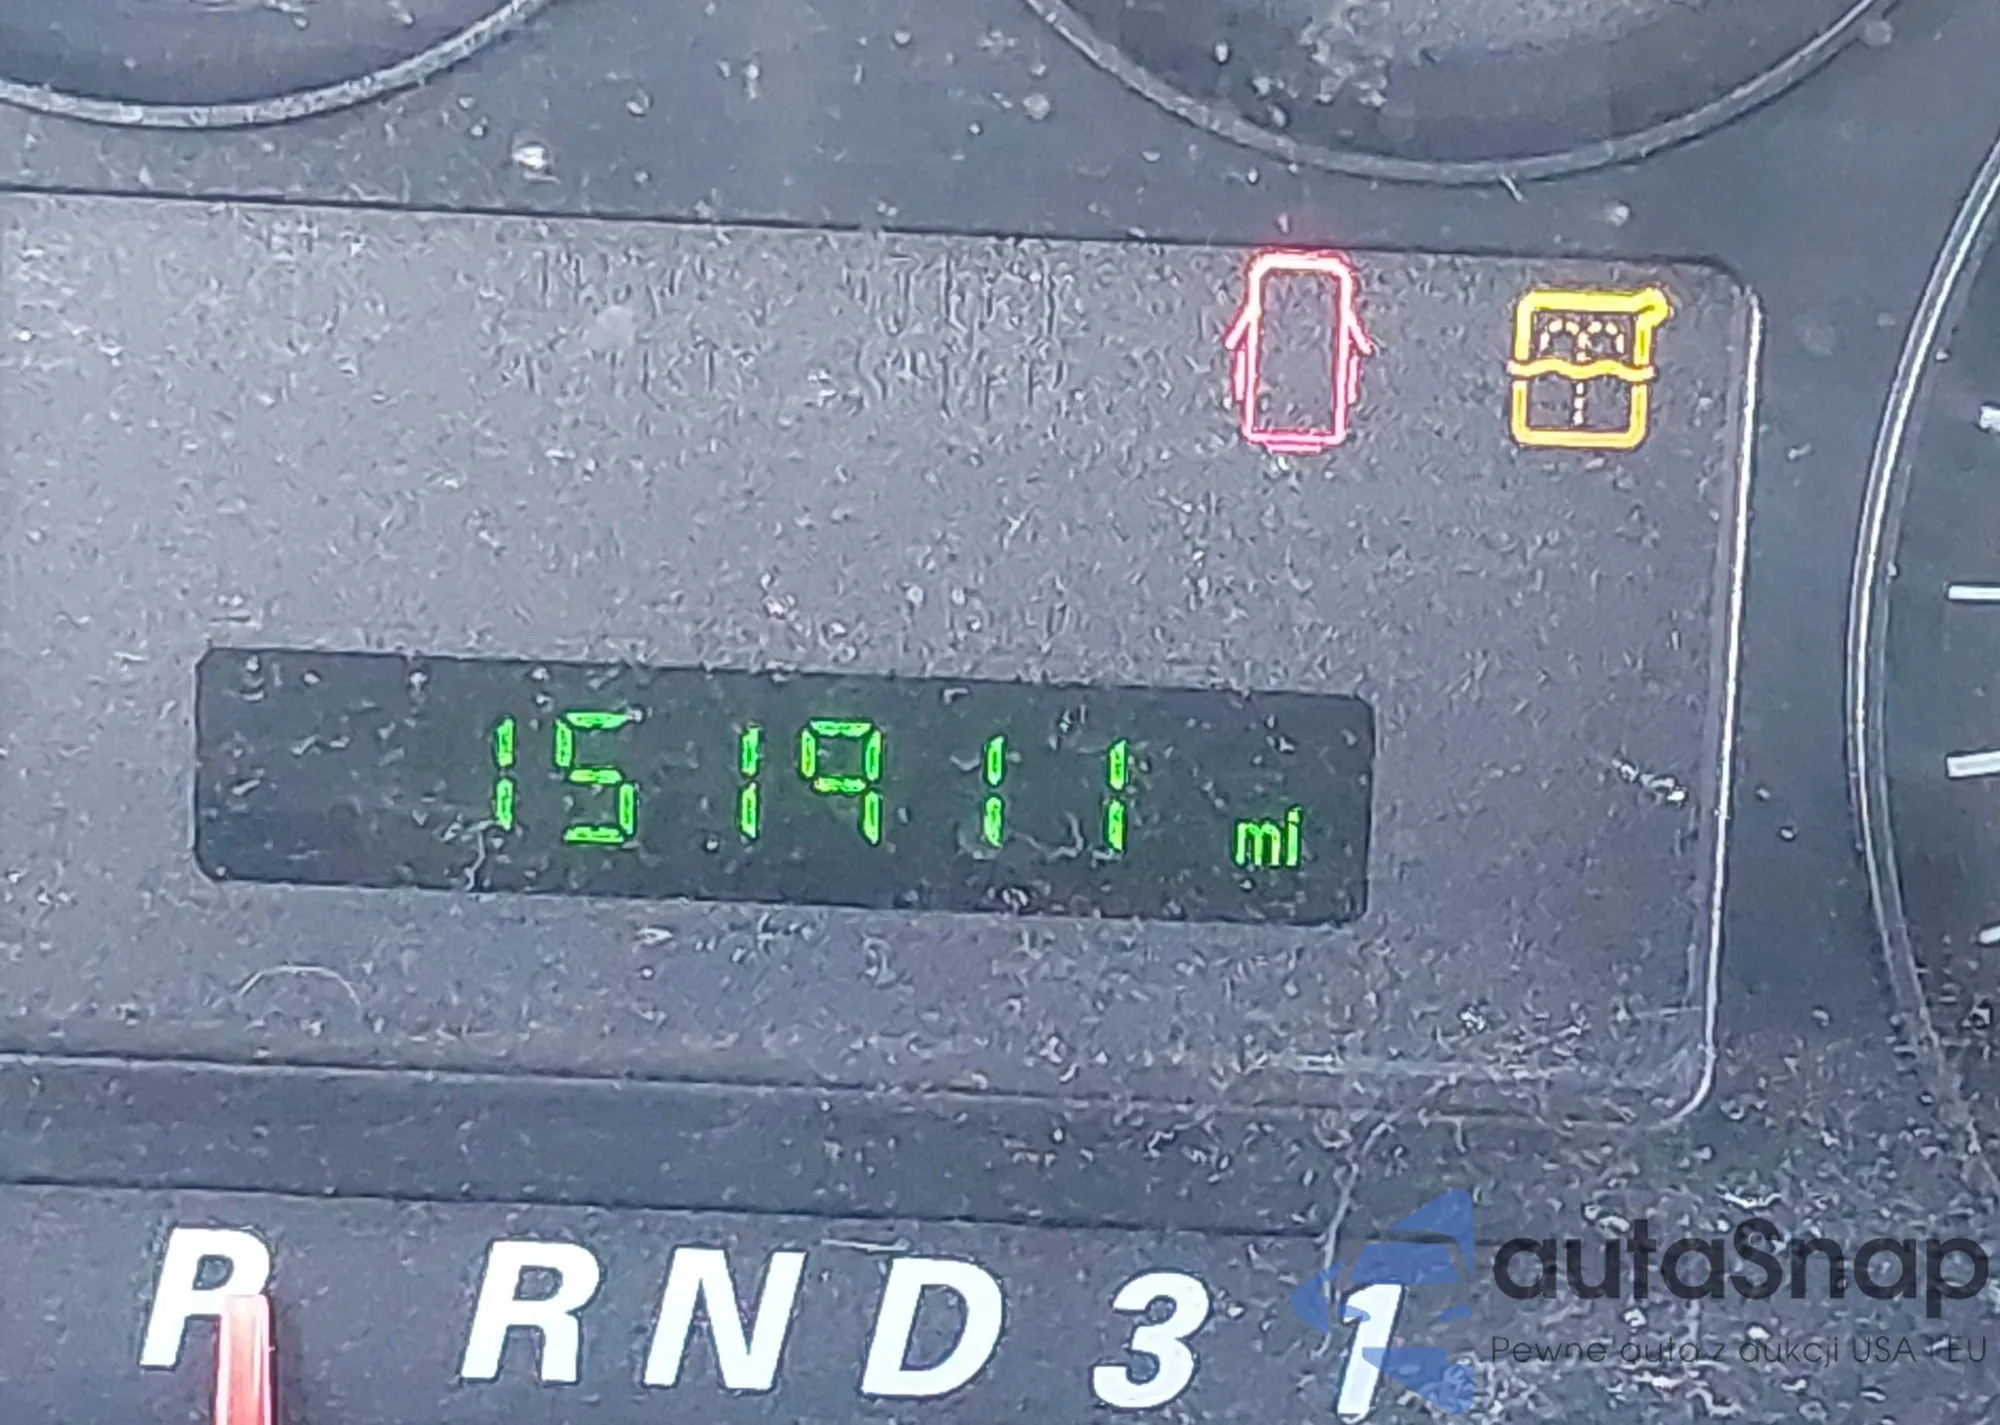 151911 mi
P R N D 3 1
autaSnap
Pewne auta z aukcji USA i EU